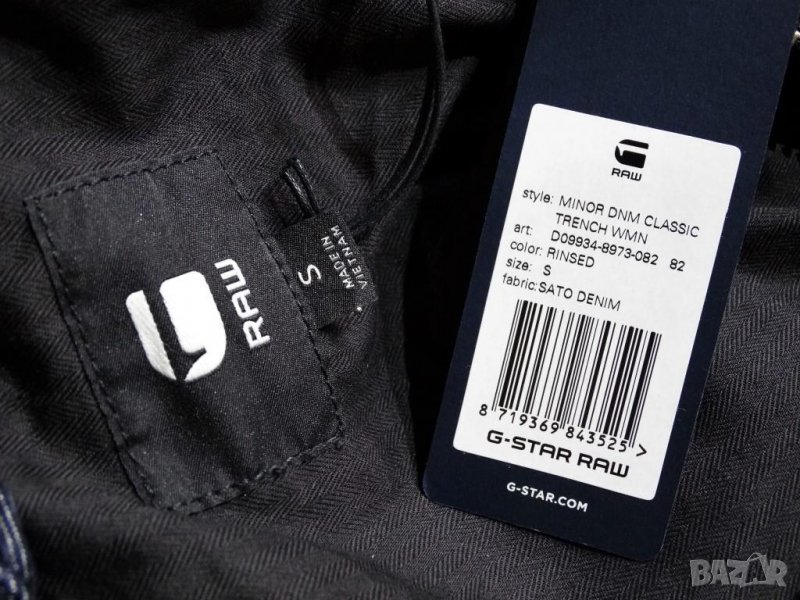 RAW
MADE IN
VIETNAM
S
RAW
style: MINOR DNM CLASSIC
TRENCH WMN
art: D09934-8973-082 82
color: RINSED
size: S
fabric: SATO DENIM
8 719369 843525 >
G-STAR RAW
G-STAR.COM
BAZAR